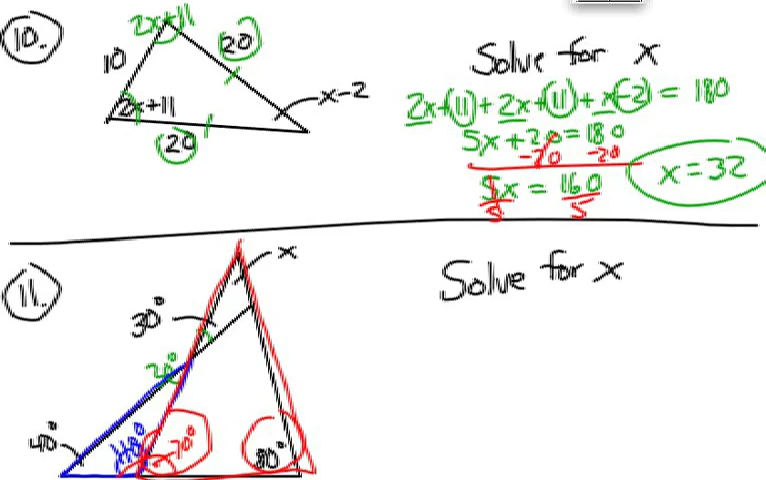 10.
2x+11
20
10
x-2
2x+11
20
Solve for x
2x+(11)+2x+(11)+x(-2) = 180
5x+20=180
-20 -20
5x = 160
5 5
x=32
11.
x
Solve for x
30°
40°
70°
80°